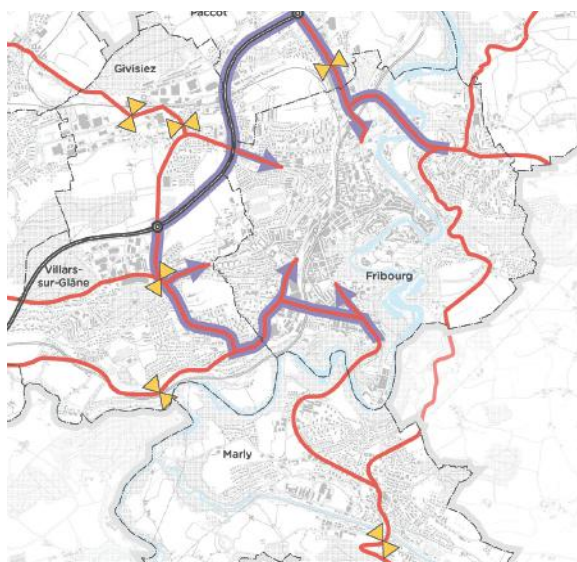 Paccot
Givisiez
Villars-
sur-Glâne
Fribourg
Marly